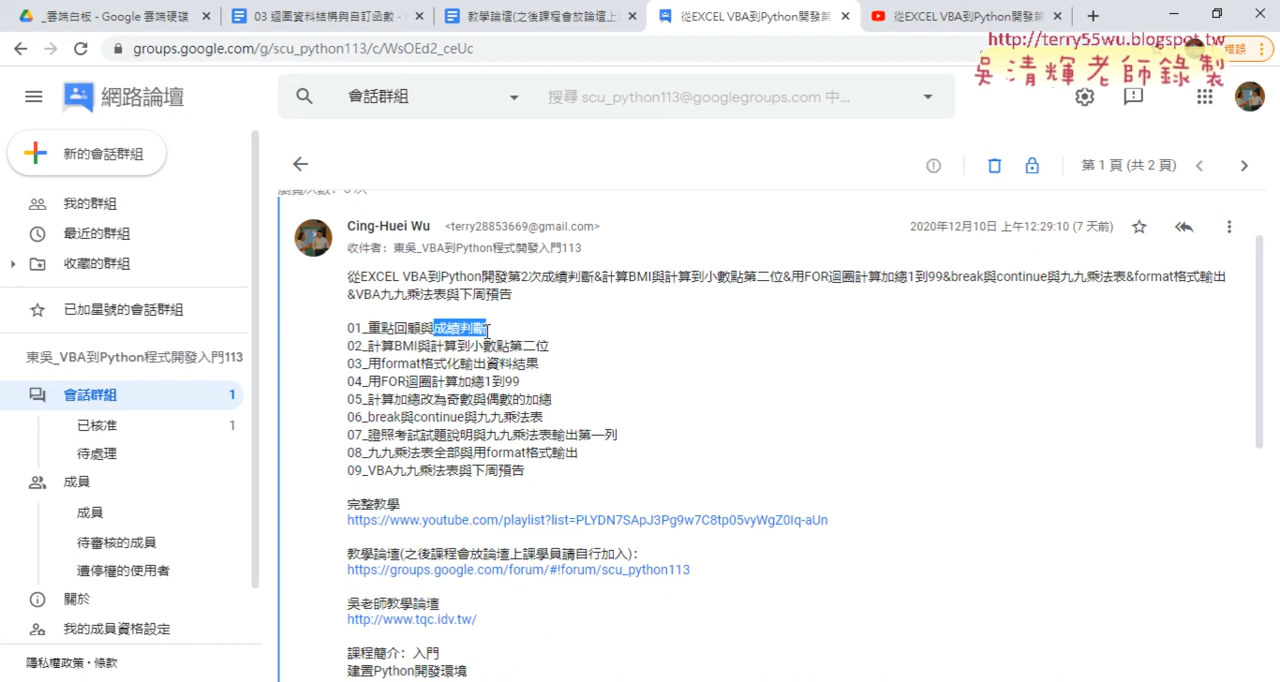 _雲端白板 - Google 雲端硬碟
03 迴圈資料結構與自訂函數 -
教學論壇(之後課程會放論壇上
從EXCEL VBA到Python開發第
從EXCEL VBA到Python開發第
groups.google.com/g/scu_python113/c/WsOEd2_ceUc
錯誤
http://terry55wu.blogspot.tw
吳清輝老師錄製
網路論壇
會話群組
搜尋 scu_python113@googlegroups.com 中...
新的會話群組
第 1 頁 (共 2 頁)
我的群組
最近的群組
收藏的群組
已加星號的會話群組
東吳_VBA到Python程式開發入門113
會話群組 1
已核准 1
待處理
成員
成員
待審核的成員
遭停權的使用者
關於
我的成員資格設定
隱私權政策 • 條款
Cing-Huei Wu <terry28853669@gmail.com>
2020年12月10日 上午12:29:10 (7 天前)
收件者: 東吳_VBA到Python程式開發入門113
從EXCEL VBA到Python開發第2次成績判斷&計算BMI與計算到小數點第二位&用FOR迴圈計算加總1到99&break與continue與九九乘法表&format格式輸出
&VBA九九乘法表與下周預告
01_重點回顧與成績判斷
02_計算BMI與計算到小數點第二位
03_用format格式化輸出資料結果
04_用FOR迴圈計算加總1到99
05_計算加總改為奇數與偶數的加總
06_break與continue與九九乘法表
07_證照考試試題說明與九九乘法表輸出第一列
08_九九乘法表全部與用format格式輸出
09_VBA九九乘法表與下周預告
完整教學
https://www.youtube.com/playlist?list=PLYDN7SApJ3Pg9w7C8tp05vyWgZ0Iq-aUn
教學論壇(之後課程會放論壇上課學員請自行加入):
https://groups.google.com/forum/#!forum/scu_python113
吳老師教學論壇
http://www.tqc.idv.tw/
課程簡介: 入門
建置Python開發環境